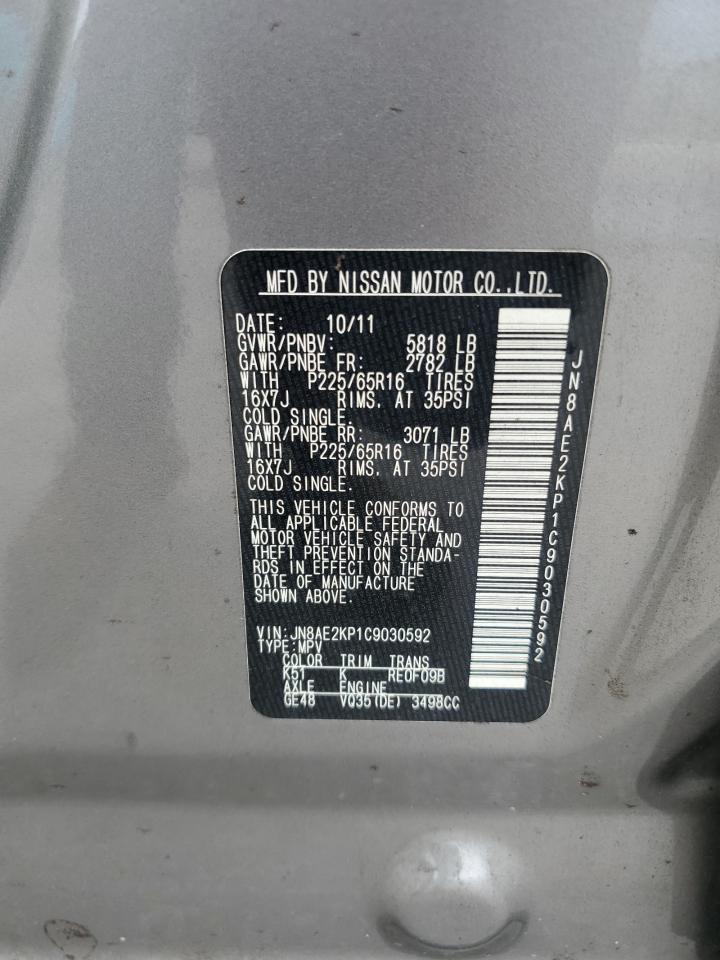 MFD BY NISSAN MOTOR CO.,LTD.
DATE: 10/11
GVWR/PNBV: 5818 LB
GAWR/PNBE FR: 2782 LB
WITH P225/65R16 TIRES
16X7J RIMS, AT 35PSI
COLD SINGLE.
GAWR/PNBE RR: 3071 LB
WITH P225/65R16 TIRES
16X7J RIMS, AT 35PSI
COLD SINGLE.
THIS VEHICLE CONFORMS TO
ALL APPLICABLE FEDERAL
MOTOR VEHICLE SAFETY AND
THEFT PREVENTION STANDA-
RDS IN EFFECT ON THE
DATE OF MANUFACTURE
SHOWN ABOVE.
VIN:JN8AE2KP1C9030592
TYPE:MPV
COLOR TRIM TRANS
K51 K RE0F09B
AXLE ENGINE
GE48 VQ35(DE) 3498CC
JN8AE2KP1C9030592